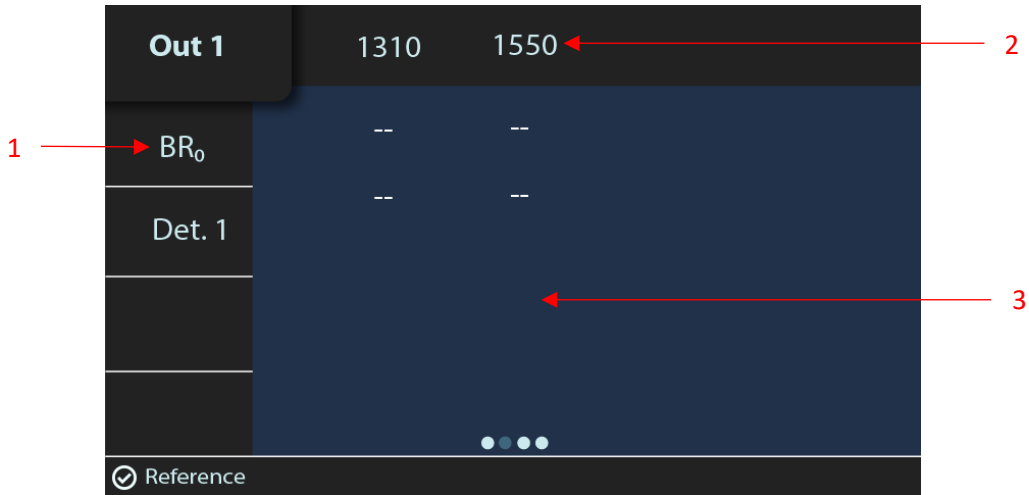 Out 1 1310 1550 2
1 BR₀ -- --
Det. 1 -- --
3
Reference